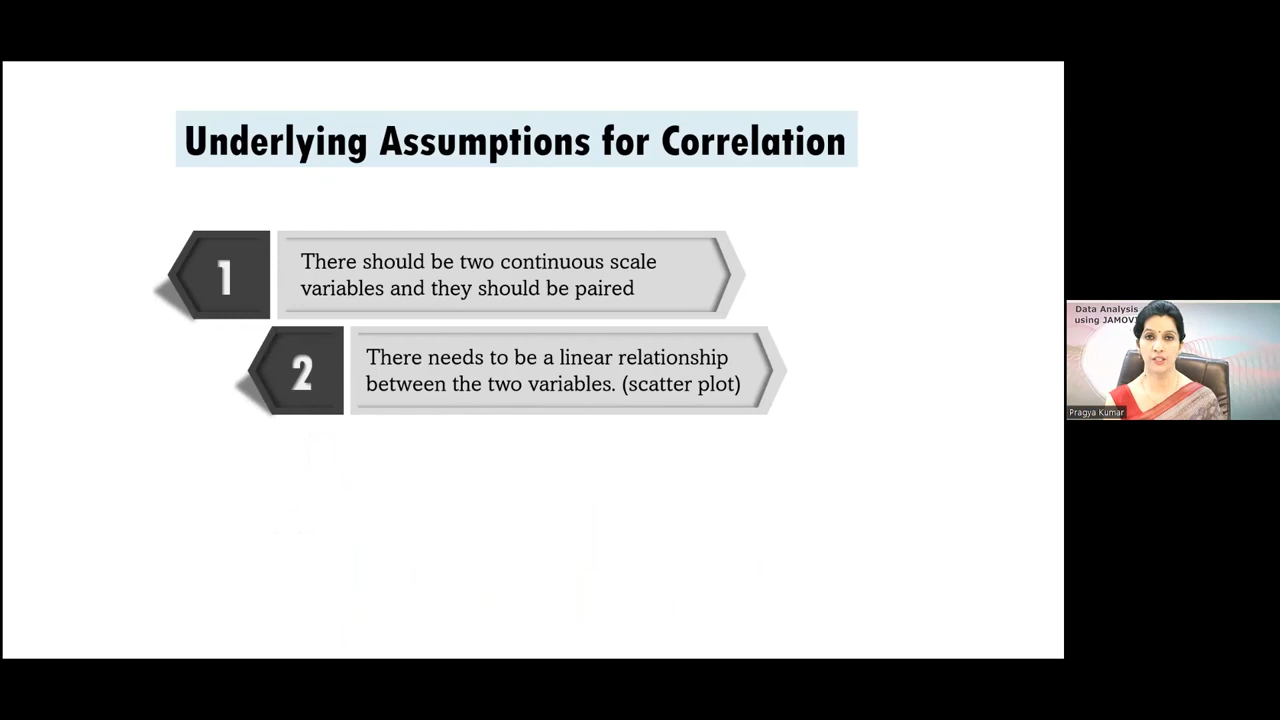 Underlying Assumptions for Correlation
1
There should be two continuous scale
variables and they should be paired
2
There needs to be a linear relationship
between the two variables. (scatter plot)
Data Analysis
using JAMOVI
Pragya Kumar